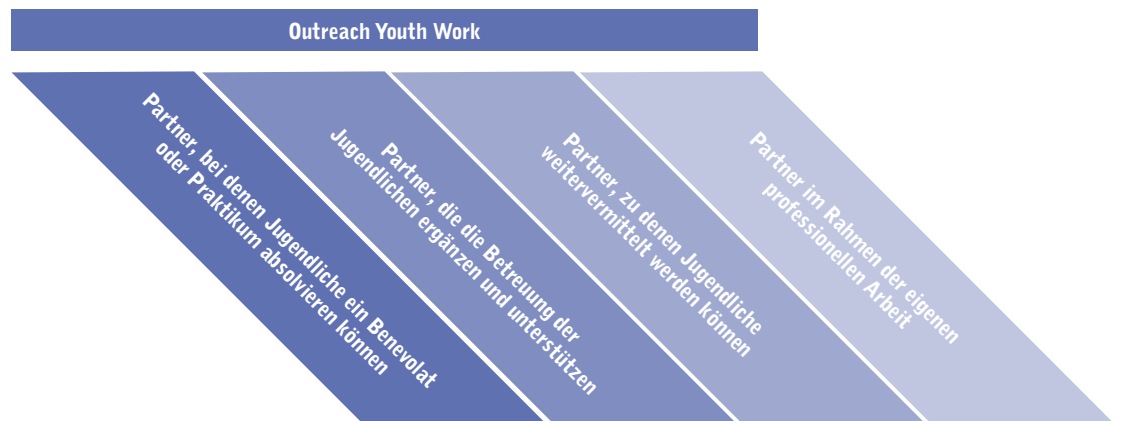 Outreach Youth Work
Partner, bei denen Jugendliche ein Benevolat
oder Praktikum absolvieren können
Partner, die die Betreuung der
Jugendlichen ergänzen und unterstützen
Partner, zu denen Jugendliche
weitervermittelt werden können
Partner im Rahmen der eigenen
professionellen Arbeit